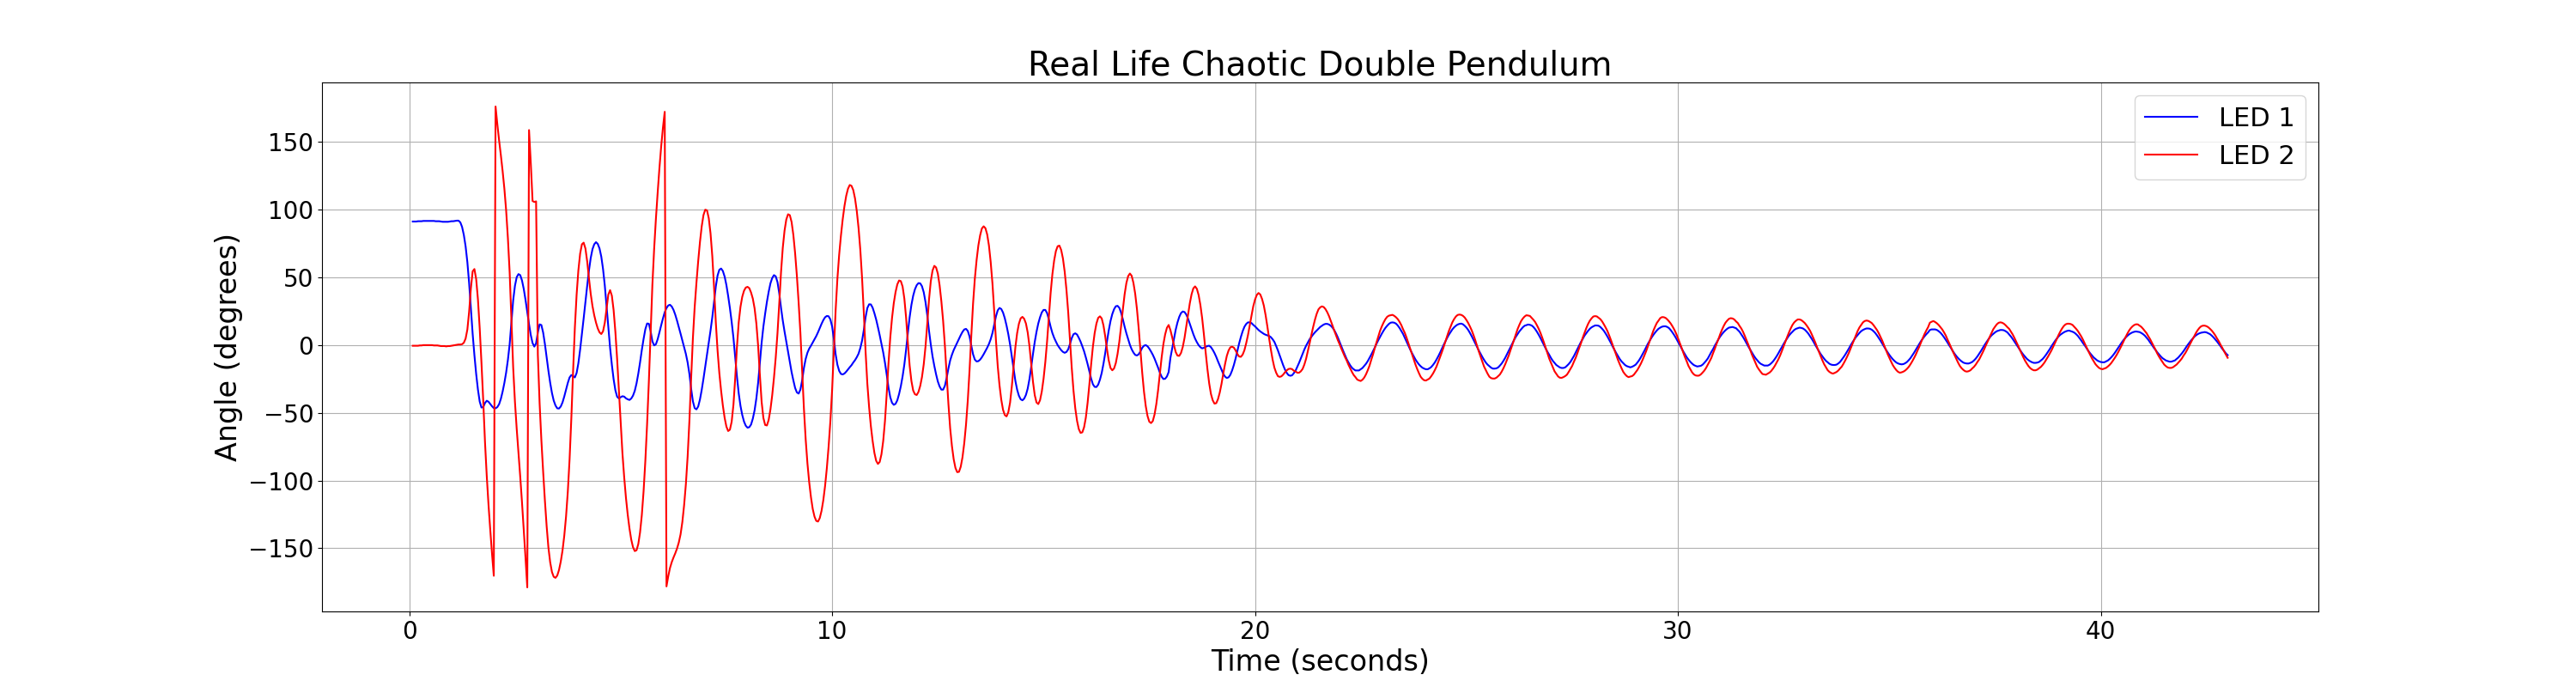 Real Life Chaotic Double Pendulum
LED 1
LED 2
Angle (degrees)
150
100
50
0
−50
−100
−150
0
10
20
30
40
Time (seconds)